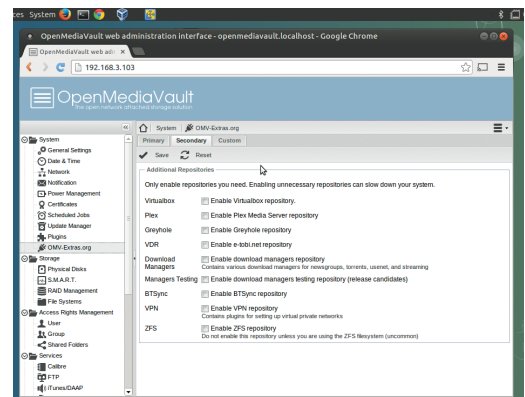 ces System
OpenMediaVault web administration interface - openmediavault.localhost - Google Chrome
OpenMediaVault web adm
192.168.3.103
OpenMediaVault
The open network attached storage solution
System
General Settings
Date & Time
Network
Notification
Power Management
Certificates
Scheduled Jobs
Update Manager
Plugins
OMV-Extras.org
Storage
Physical Disks
S.M.A.R.T.
RAID Management
File Systems
Access Rights Management
User
Group
Shared Folders
Services
Calibre
FTP
iTunes/DAAP
System OMV-Extras.org
Primary Secondary Custom
Save Reset
Additional Repositories
Only enable repositories you need. Enabling unnecessary repositories can slow down your system.
Virtualbox Enable Virtualbox repository.
Plex Enable Plex Media Server repository
Greyhole Enable Greyhole repository
VDR Enable e-tobi.net repository
Download Managers Enable download managers repository
Contains various download managers for newsgroups, torrents, usenet, and streaming
Managers Testing Enable download managers testing repository (release candidates)
BTSync Enable BTSync repository
VPN Enable VPN repository
Contains plugins for setting up virtual private networks
ZFS Enable ZFS repository
Do not enable this repository unless you are using the ZFS filesystem (uncommon)